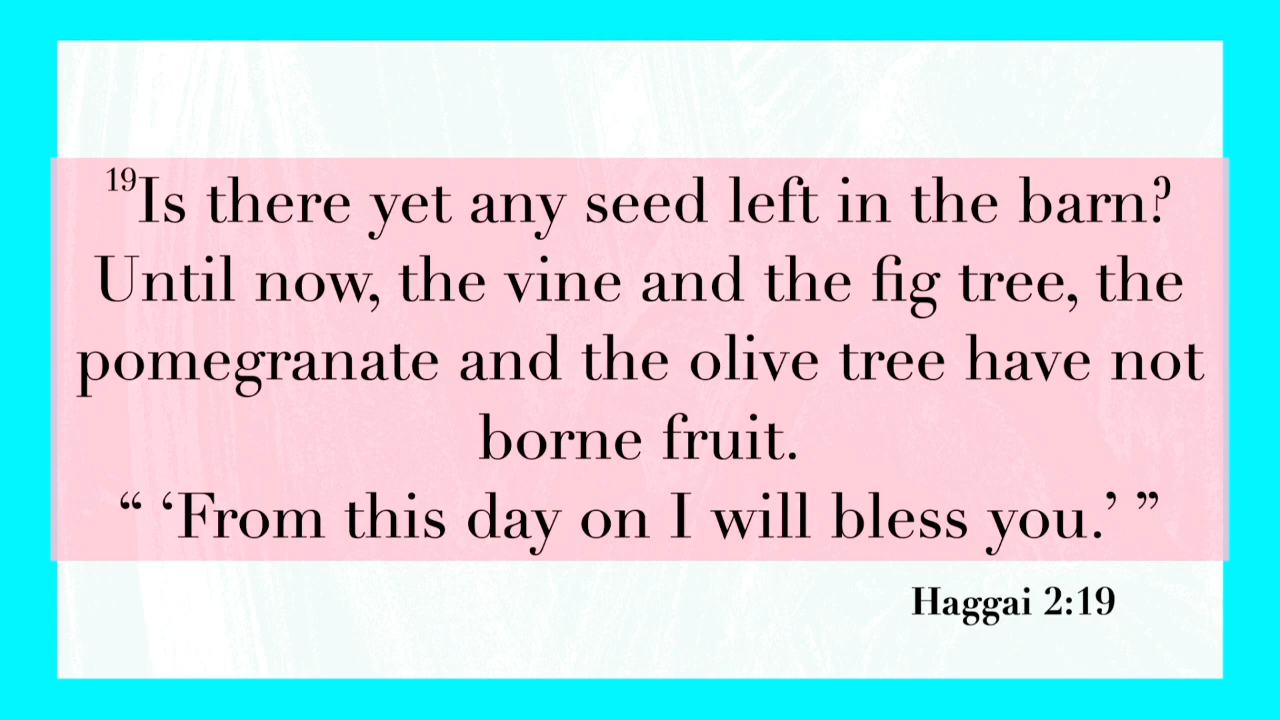 19Is there yet any seed left in the barn?
Until now, the vine and the fig tree, the
pomegranate and the olive tree have not
borne fruit.
“ ‘From this day on I will bless you.’ ”
Haggai 2:19